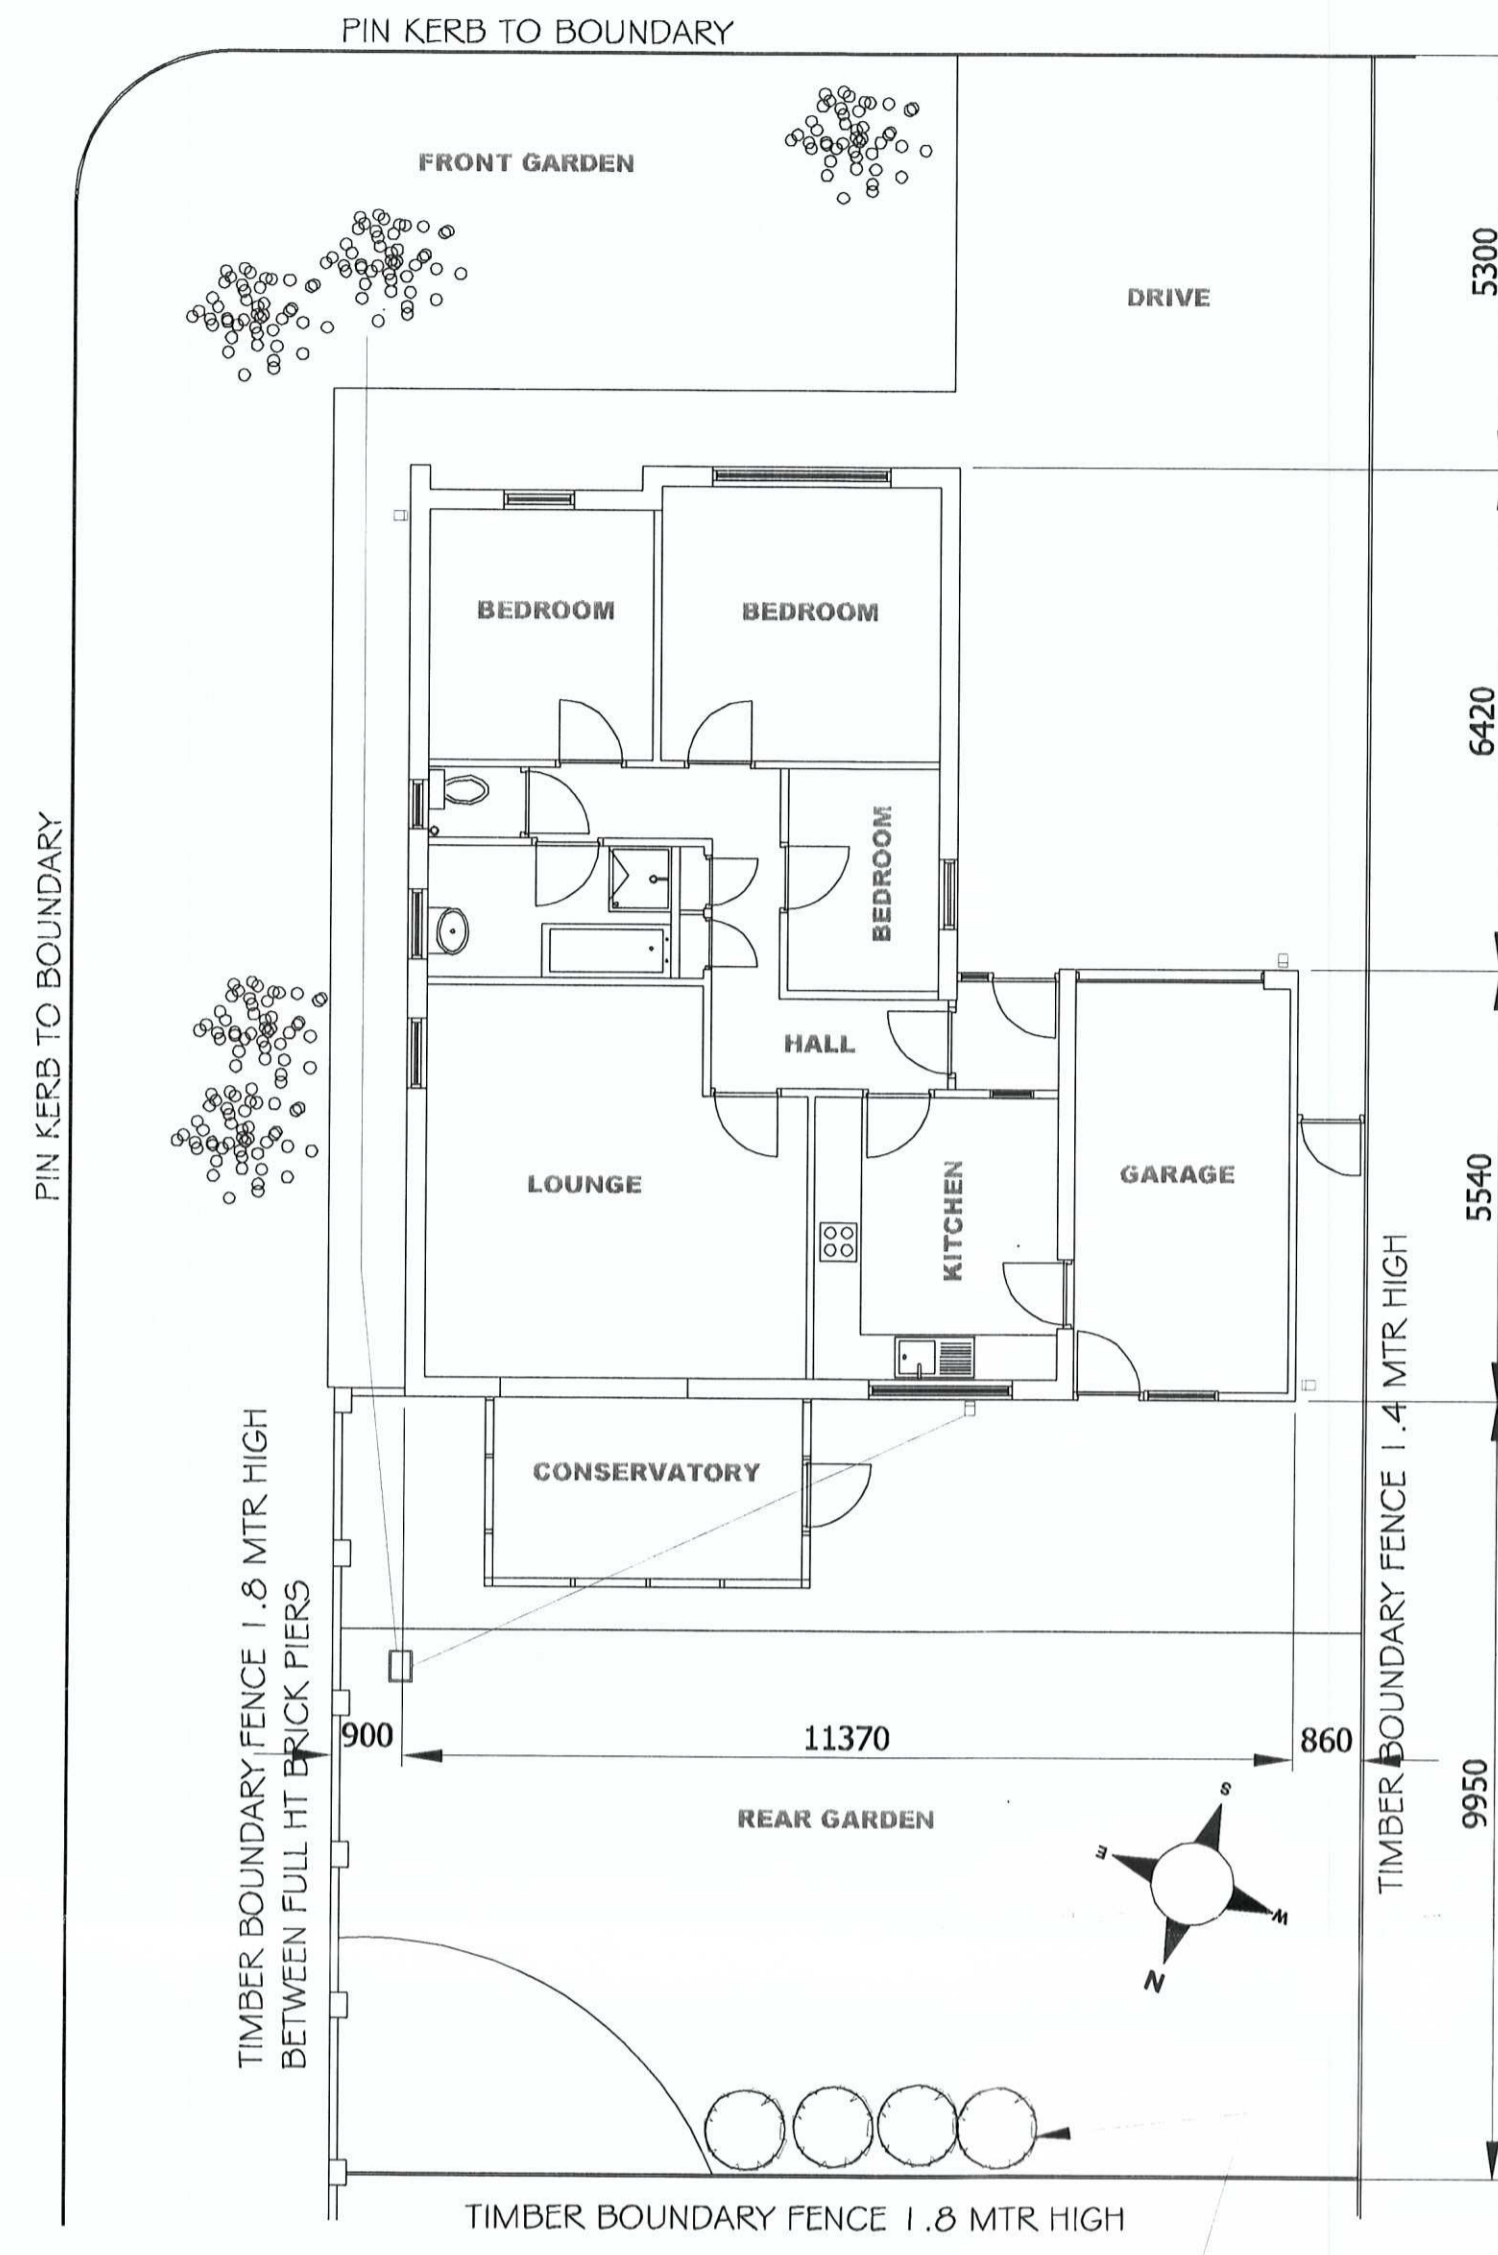 PIN KERB TO BOUNDARY
FRONT GARDEN
DRIVE
5300
BEDROOM
BEDROOM
6420
BEDROOM
PIN KERB TO BOUNDARY
HALL
LOUNGE
KITCHEN
GARAGE
5540
CONSERVATORY
TIMBER BOUNDARY FENCE 1.8 MTR HIGH
BETWEEN FULL HT BRICK PIERS
TIMBER BOUNDARY FENCE 1.4 MTR HIGH
900
11370
860
9950
REAR GARDEN
S
E
W
N
TIMBER BOUNDARY FENCE 1.8 MTR HIGH